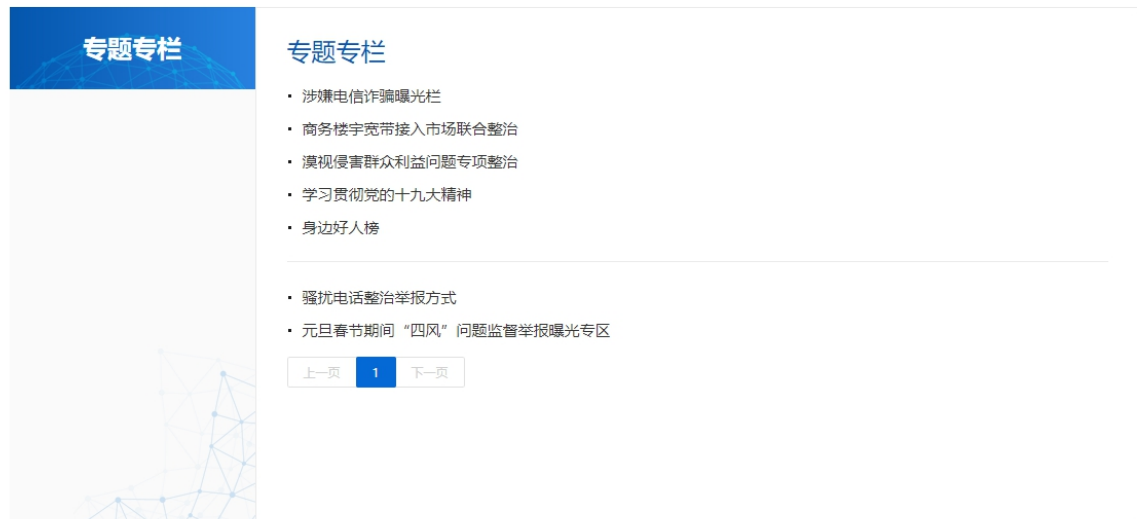 专题专栏
专题专栏
· 涉嫌电信诈骗曝光栏
· 商务楼宇宽带接入市场联合整治
· 漠视侵害群众利益问题专项整治
· 学习贯彻党的十九大精神
· 身边好人榜
· 骚扰电话整治举报方式
· 元旦春节期间“四风”问题监督举报曝光专区
上一页 1 下一页